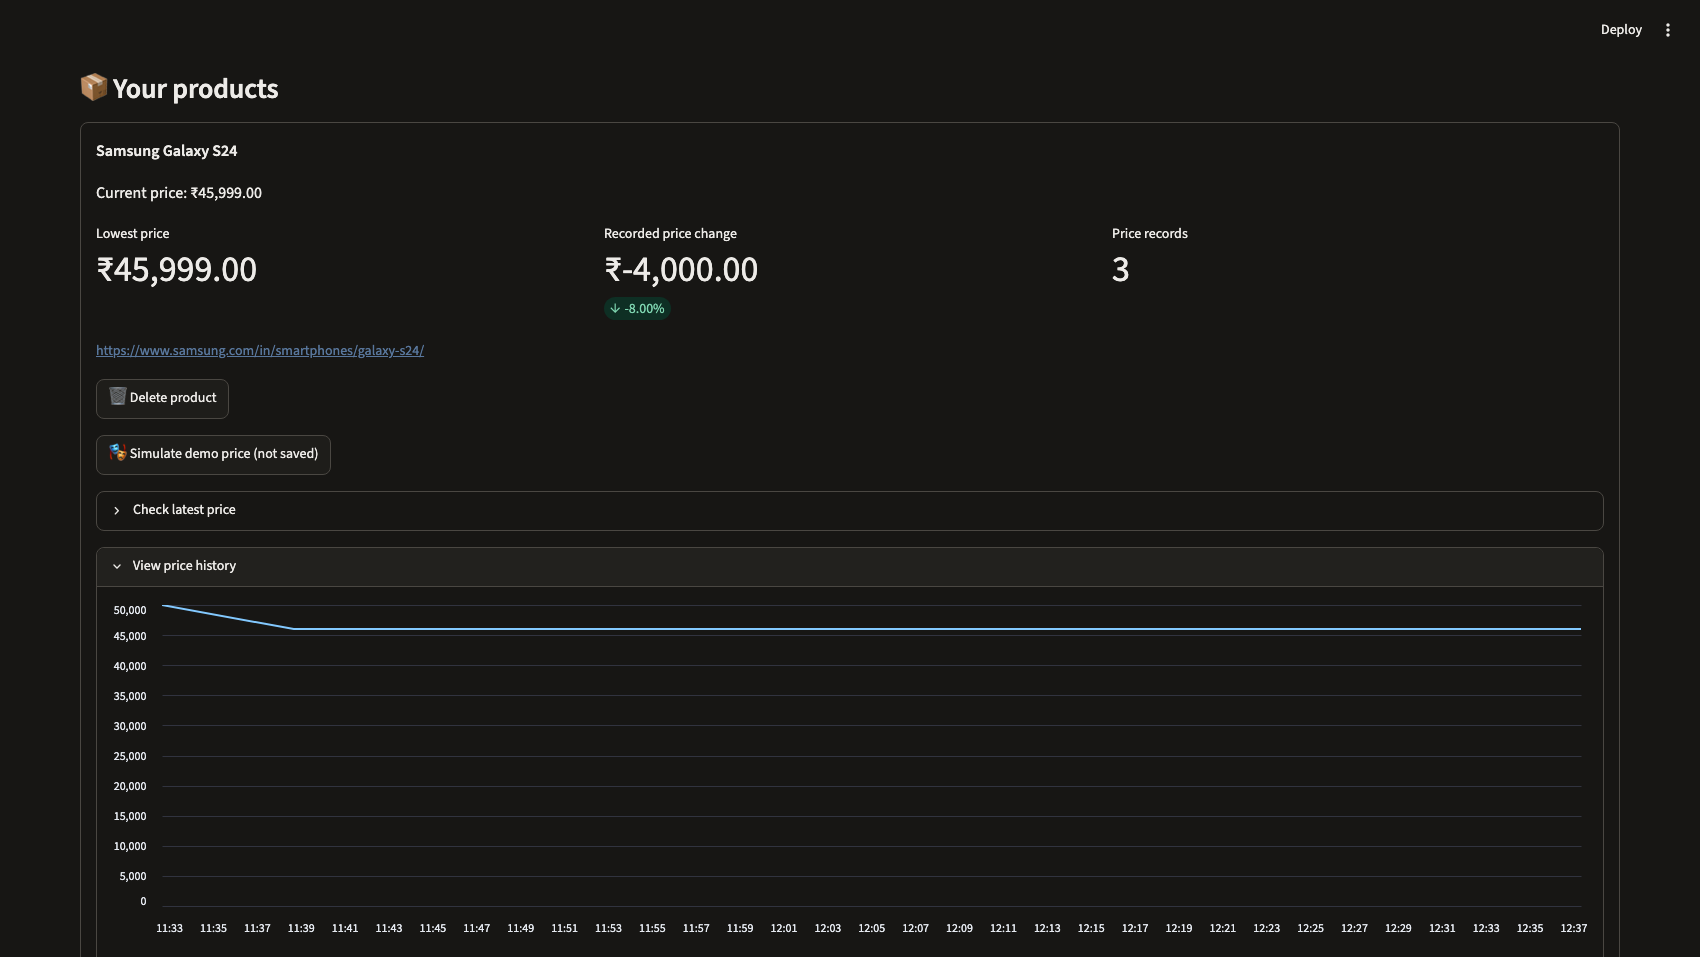 Deploy
Your products
Samsung Galaxy S24
Current price: ₹45,999.00
Lowest price
₹45,999.00
Recorded price change
₹-4,000.00
-8.00%
Price records
3
https://www.samsung.com/in/smartphones/galaxy-s24/
Delete product
Simulate demo price (not saved)
Check latest price
View price history
50,000
45,000
40,000
35,000
30,000
25,000
20,000
15,000
10,000
5,000
0
11:33 11:35 11:37 11:39 11:41 11:43 11:45 11:47 11:49 11:51 11:53 11:55 11:57 11:59 12:01 12:03 12:05 12:07 12:09 12:11 12:13 12:15 12:17 12:19 12:21 12:23 12:25 12:27 12:29 12:31 12:33 12:35 12:37